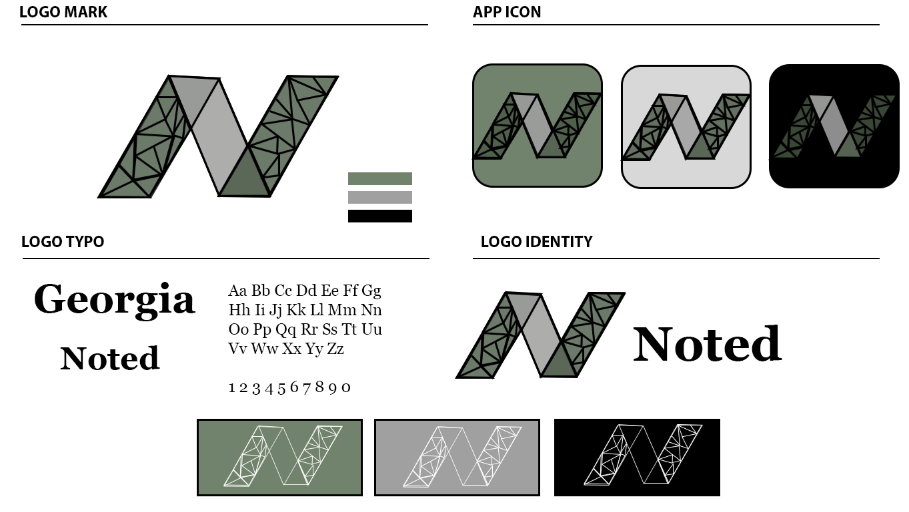 LOGO MARK
APP ICON
LOGO TYPO
LOGO IDENTITY
Georgia
Noted
Aa Bb Cc Dd Ee Ff Gg
Hh Ii Jj Kk Ll Mm Nn
Oo Pp Qq Rr Ss Tt Uu
Vv Ww Xx Yy Zz
1 2 3 4 5 6 7 8 9 0
Noted